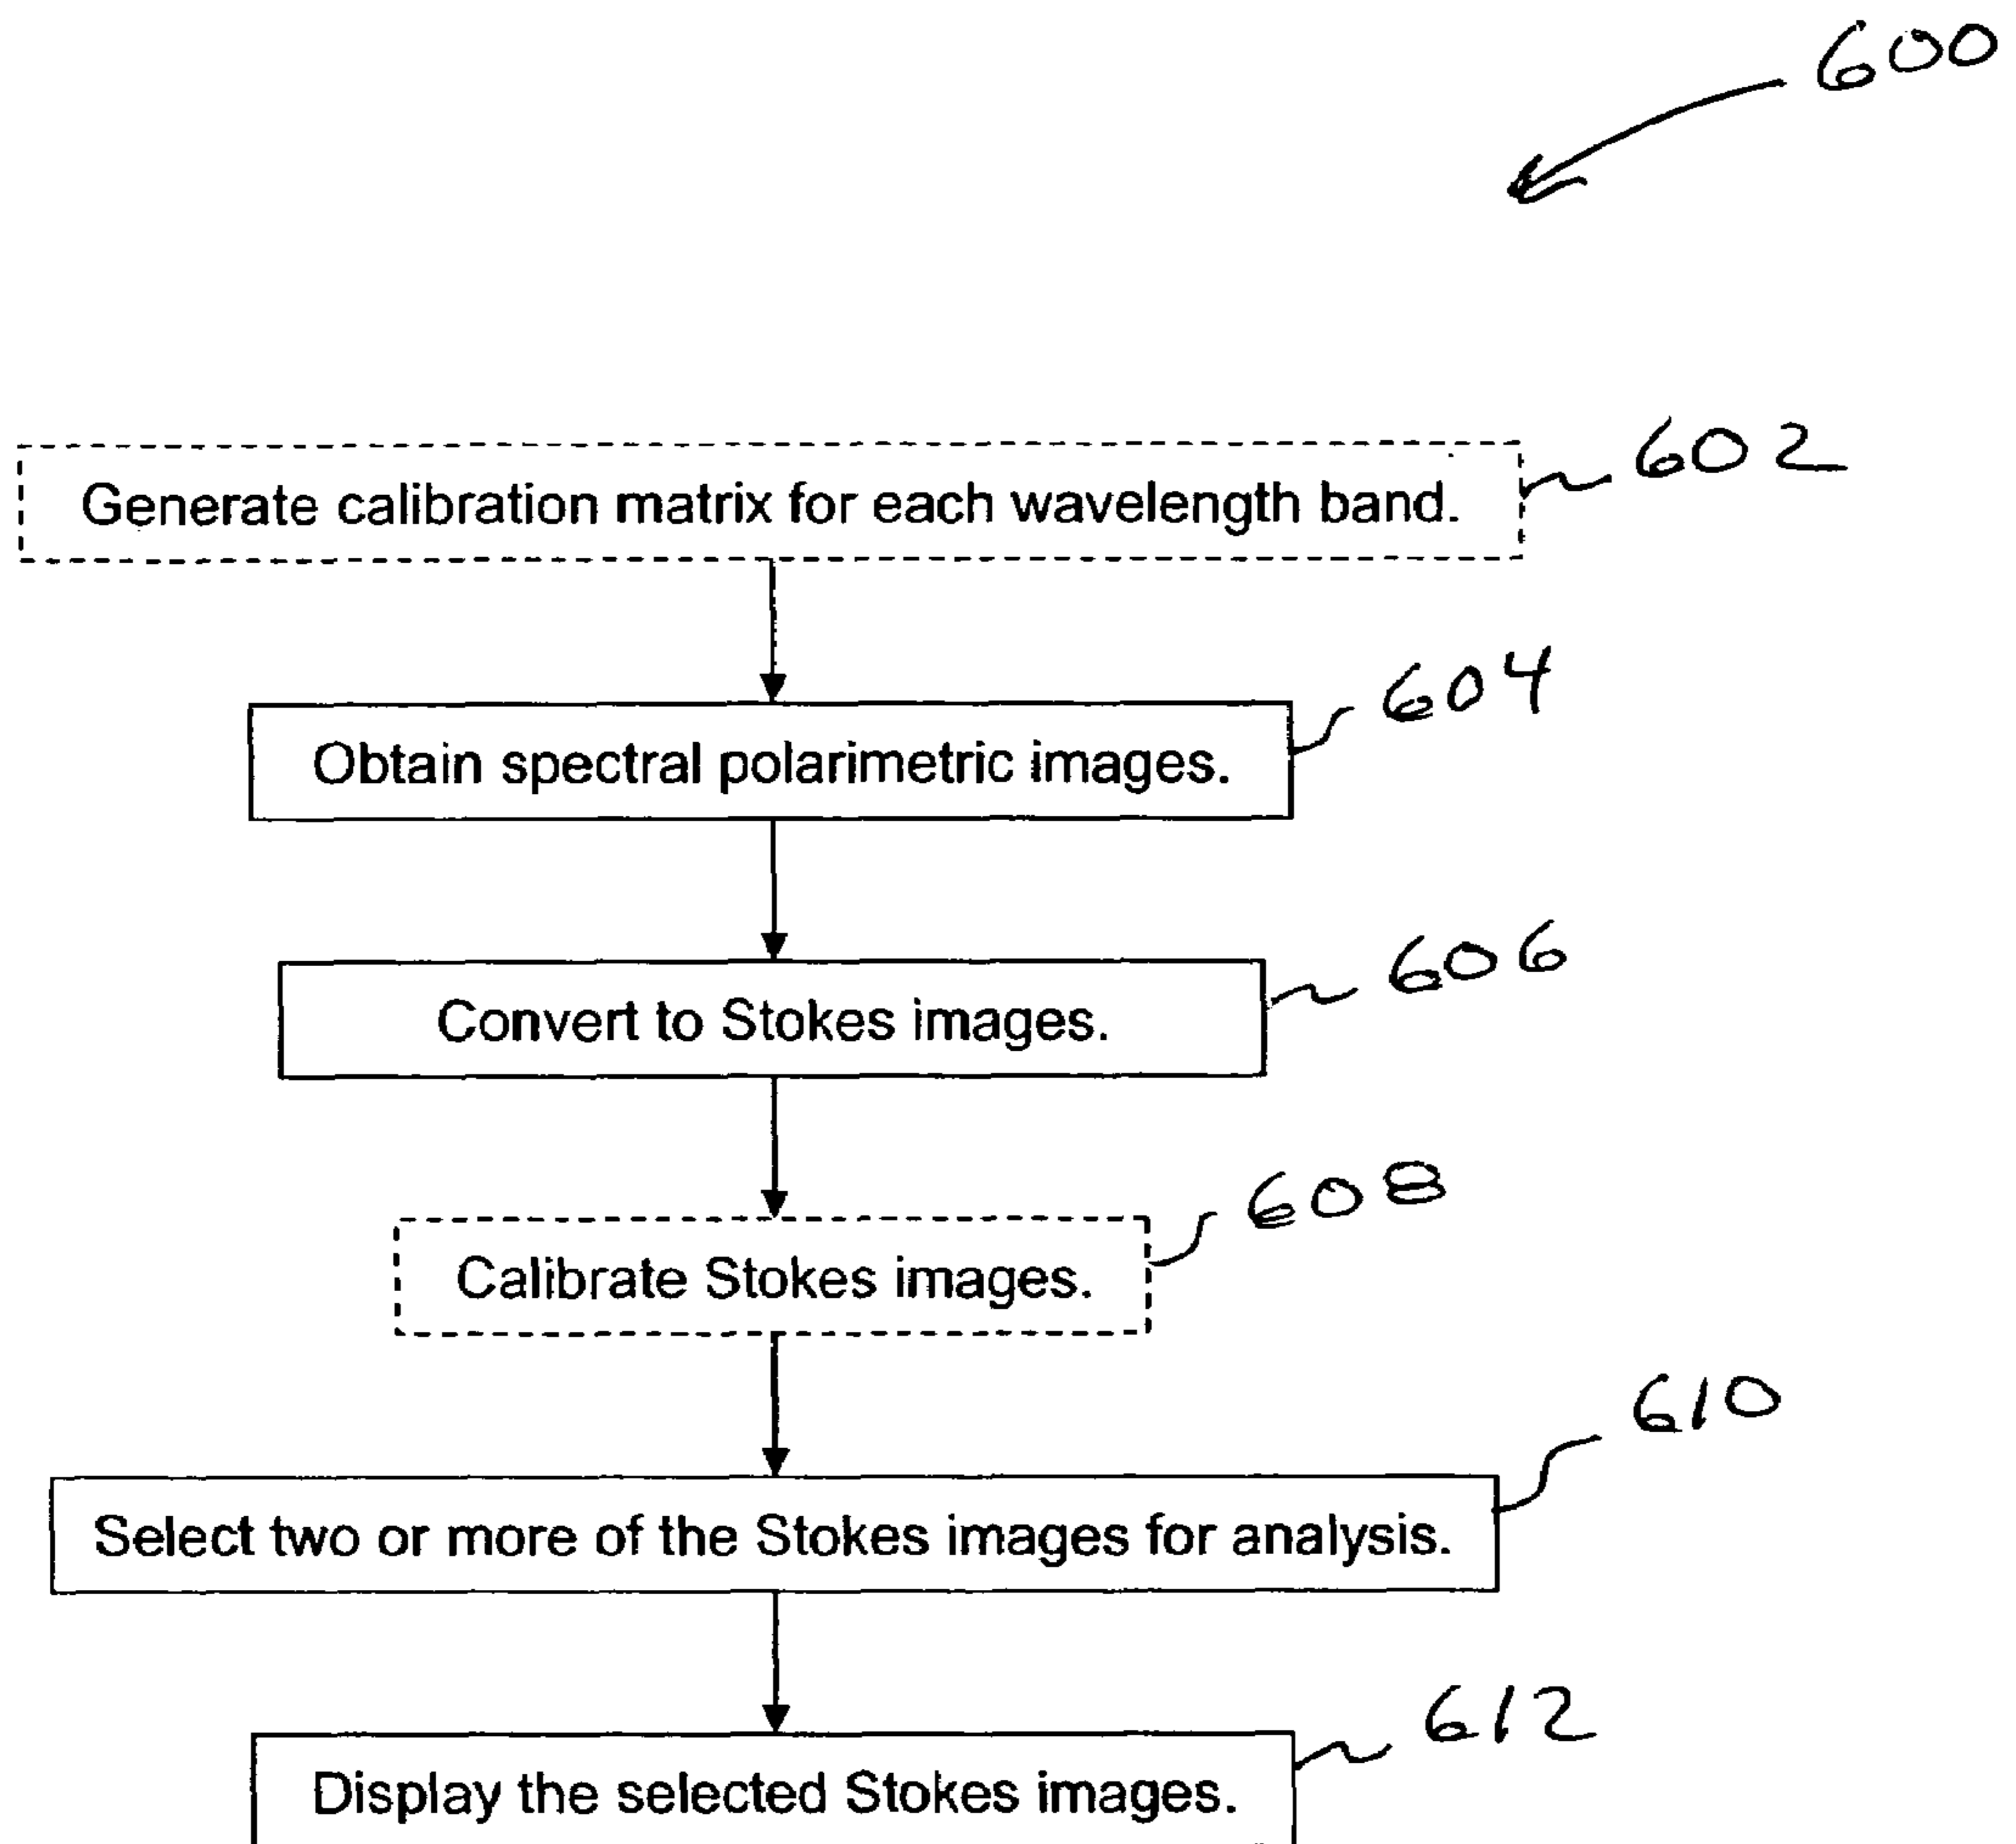 600
Generate calibration matrix for each wavelength band.
602
Obtain spectral polarimetric images.
604
Convert to Stokes images.
606
Calibrate Stokes images.
608
Select two or more of the Stokes images for analysis.
610
Display the selected Stokes images.
612